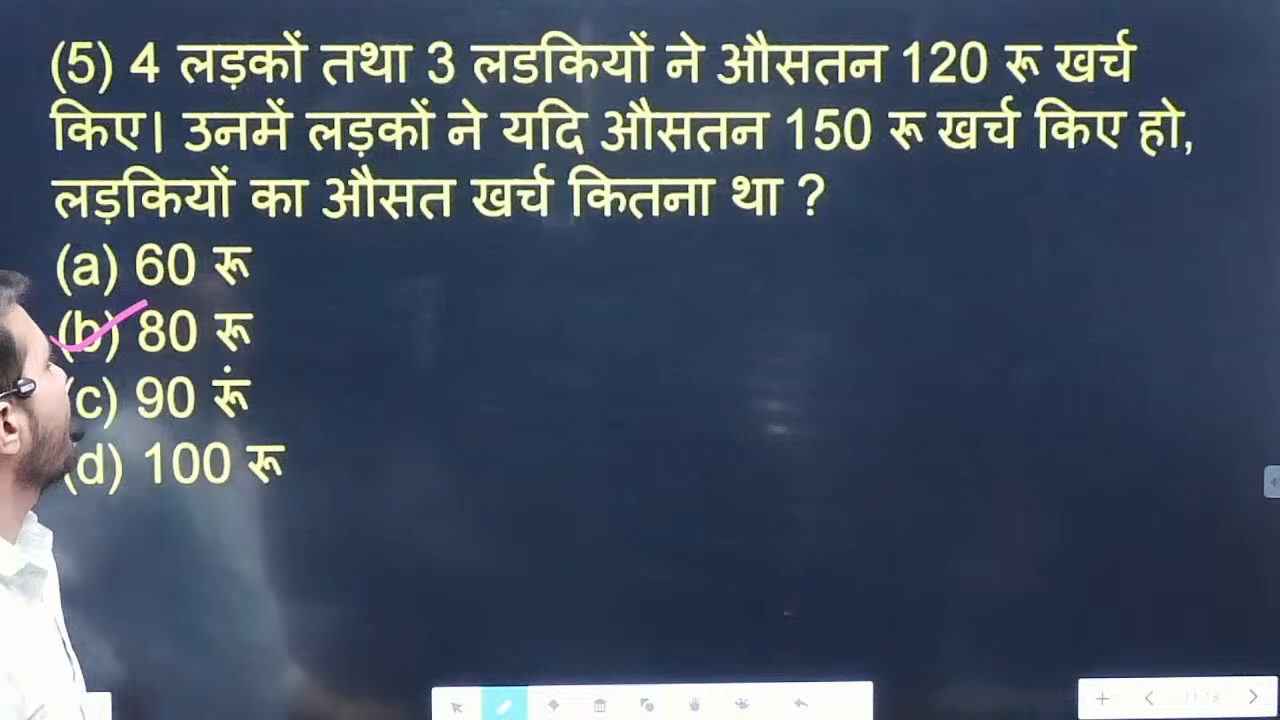 (5) 4 लड़कों तथा 3 लडकियों ने औसतन 120 रू खर्च
किए। उनमें लड़कों ने यदि औसतन 150 रू खर्च किए हो,
लड़कियों का औसत खर्च कितना था ?
(a) 60 रू
(b) 80 रू
(c) 90 रूं
(d) 100 रू